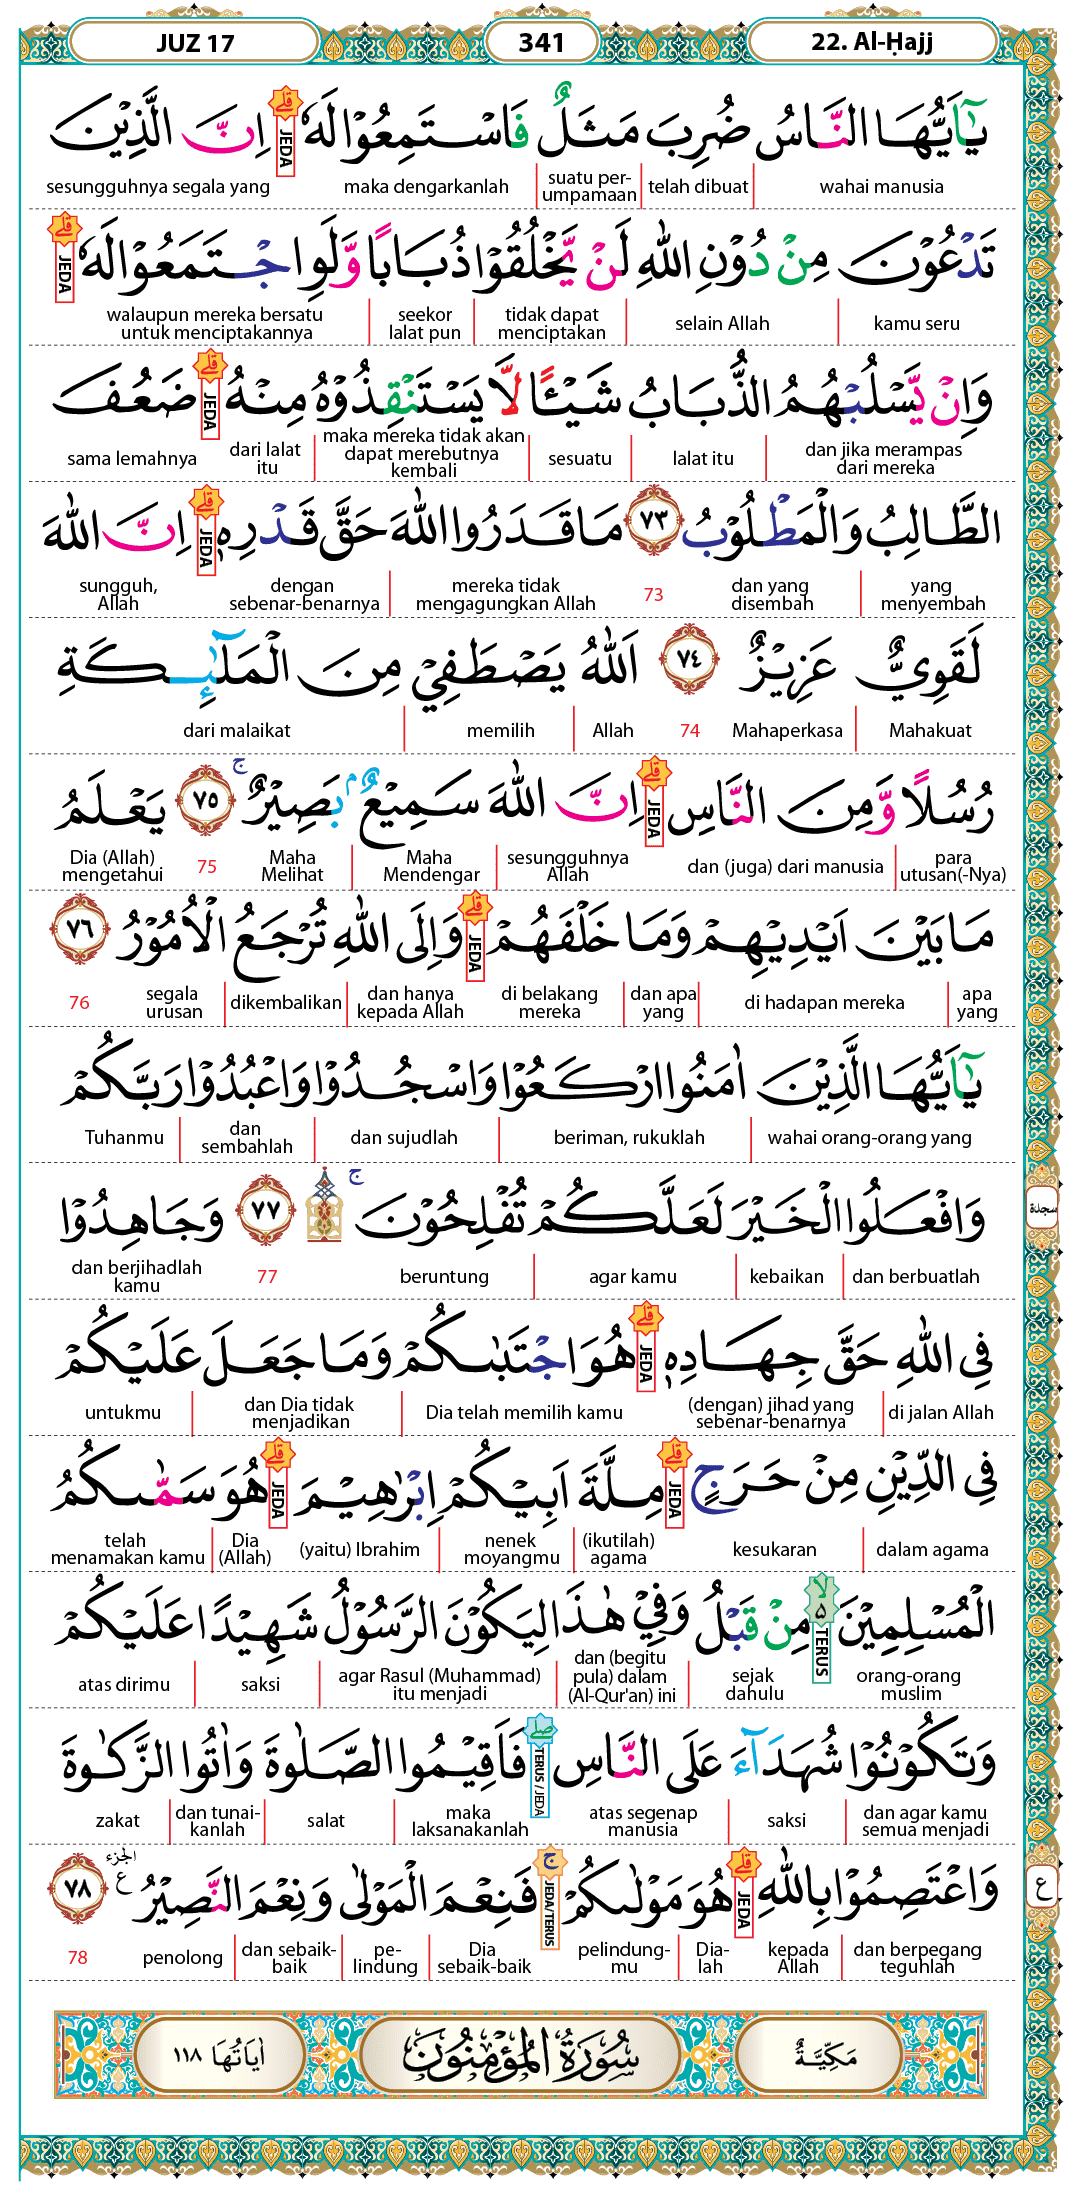 JUZ 17
341
22. Al-Ḥajj
يٰٓاَيُّهَا النَّاسُ ضُرِبَ مَثَلٌ فَاسْتَمِعُوْا لَهٗ ۗ اِنَّ الَّذِيْنَ
JEDA
wahai manusia
telah dibuat
suatu per-
umpamaan
maka dengarkanlah
sesungguhnya segala yang
تَدْعُوْنَ مِنْ دُوْنِ اللّٰهِ لَنْ يَّخْلُقُوْا ذُبَابًا وَّلَوِ اجْتَمَعُوْا لَهٗ ۗ
JEDA
kamu seru
selain Allah
tidak dapat
menciptakan
seekor
lalat pun
walaupun mereka bersatu
untuk menciptakannya
وَاِنْ يَّسْلُبْهُمُ الذُّبَابُ شَيْـًٔا لَّا يَسْتَنْقِذُوْهُ مِنْهُ ۗ ضَعُفَ
JEDA
dan jika merampas
dari mereka
lalat itu
sesuatu
maka mereka tidak akan
dapat merebutnya
kembali
dari lalat
itu
sama lemahnya
الطَّالِبُ وَالْمَطْلُوْبُ ٧٣ مَا قَدَرُوا اللّٰهَ حَقَّ قَدْرِهٖ ۗ اِنَّ اللّٰهَ
JEDA
yang
menyembah
dan yang
disembah
73
mereka tidak
mengagungkan Allah
dengan
sebenar-benarnya
sungguh,
Allah
لَقَوِيٌّ عَزِيْزٌ ٧٤ اَللّٰهُ يَصْطَفِيْ مِنَ الْمَلٰۤىِٕكَةِ
Mahakuat
Mahaperkasa
74
Allah
memilih
dari malaikat
رُسُلًا وَّمِنَ النَّاسِ ۗ اِنَّ اللّٰهَ سَمِيْعٌۢ بَصِيْرٌ ۚ ٧٥ يَعْلَمُ
JEDA
para
utusan(-Nya)
dan (juga) dari manusia
sesungguhnya
Allah
Maha
Mendengar
Maha
Melihat
75
Dia (Allah)
mengetahui
مَا بَيْنَ اَيْدِيْهِمْ وَمَا خَلْفَهُمْ ۗ وَاِلَى اللّٰهِ تُرْجَعُ الْاُمُوْرُ ٧٦
JEDA
apa
yang
di hadapan mereka
dan apa
yang
di belakang
mereka
dan hanya
kepada Allah
dikembalikan
segala
urusan
76
يٰٓاَيُّهَا الَّذِيْنَ اٰمَنُوا ارْكَعُوْا وَاسْجُدُوْا وَاعْبُدُوْا رَبَّكُمْ
wahai orang-orang yang
beriman, rukuklah
dan sujudlah
dan
sembahlah
Tuhanmu
وَافْعَلُوا الْخَيْرَ لَعَلَّكُمْ تُفْلِحُوْنَ ۚ ۩ ٧٧ وَجَاهِدُوْا
سجدة
dan berbuatlah
kebaikan
agar kamu
beruntung
77
dan berjihadlah
kamu
فِى اللّٰهِ حَقَّ جِهَادِهٖ ۗ هُوَ اجْتَبٰىكُمْ وَمَا جَعَلَ عَلَيْكُمْ
JEDA
di jalan Allah
(dengan) jihad yang
sebenar-benarnya
Dia telah memilih kamu
dan Dia tidak
menjadikan
untukmu
فِى الدِّيْنِ مِنْ حَرَجٍ ۗ مِلَّةَ اَبِيْكُمْ اِبْرٰهِيْمَ ۗ هُوَ سَمّٰىكُمُ
JEDA
JEDA
dalam agama
kesukaran
(ikutilah)
agama
nenek
moyangmu
(yaitu) Ibrahim
Dia
(Allah)
telah
menamakan kamu
الْمُسْلِمِيْنَ ۙ۵ مِنْ قَبْلُ وَفِيْ هٰذَا لِيَكُوْنَ الرَّسُوْلُ شَهِيْدًا عَلَيْكُمْ
TERUS
orang-orang
muslim
sejak
dahulu
dan (begitu
pula) dalam
(Al-Qur'an) ini
agar Rasul (Muhammad)
itu menjadi
saksi
atas dirimu
وَتَكُوْنُوْا شُهَدَاۤءَ عَلَى النَّاسِ ۖ فَاَقِيْمُوا الصَّلٰوةَ وَاٰتُوا الزَّكٰوةَ
TERUS / JEDA
dan agar kamu
semua menjadi
saksi
atas segenap
manusia
maka
laksanakanlah
salat
dan tunai-
kanlah
zakat
وَاعْتَصِمُوْا بِاللّٰهِ ۗ هُوَ مَوْلٰىكُمْ ۚ فَنِعْمَ الْمَوْلٰى وَنِعْمَ النَّصِيْرُ ٧٨
JEDA
JEDA/TERUS
الجزء
ع
ع
dan berpegang
teguhlah
kepada
Allah
Dia-
lah
pelindung-
mu
Dia
sebaik-baik
pe-
lindung
dan sebaik-
baik
penolong
78
مَكِّيَّةٌ
سُوْرَةُ الْمُؤْمِنُوْنَ
اٰيَاتُهَا ١١٨